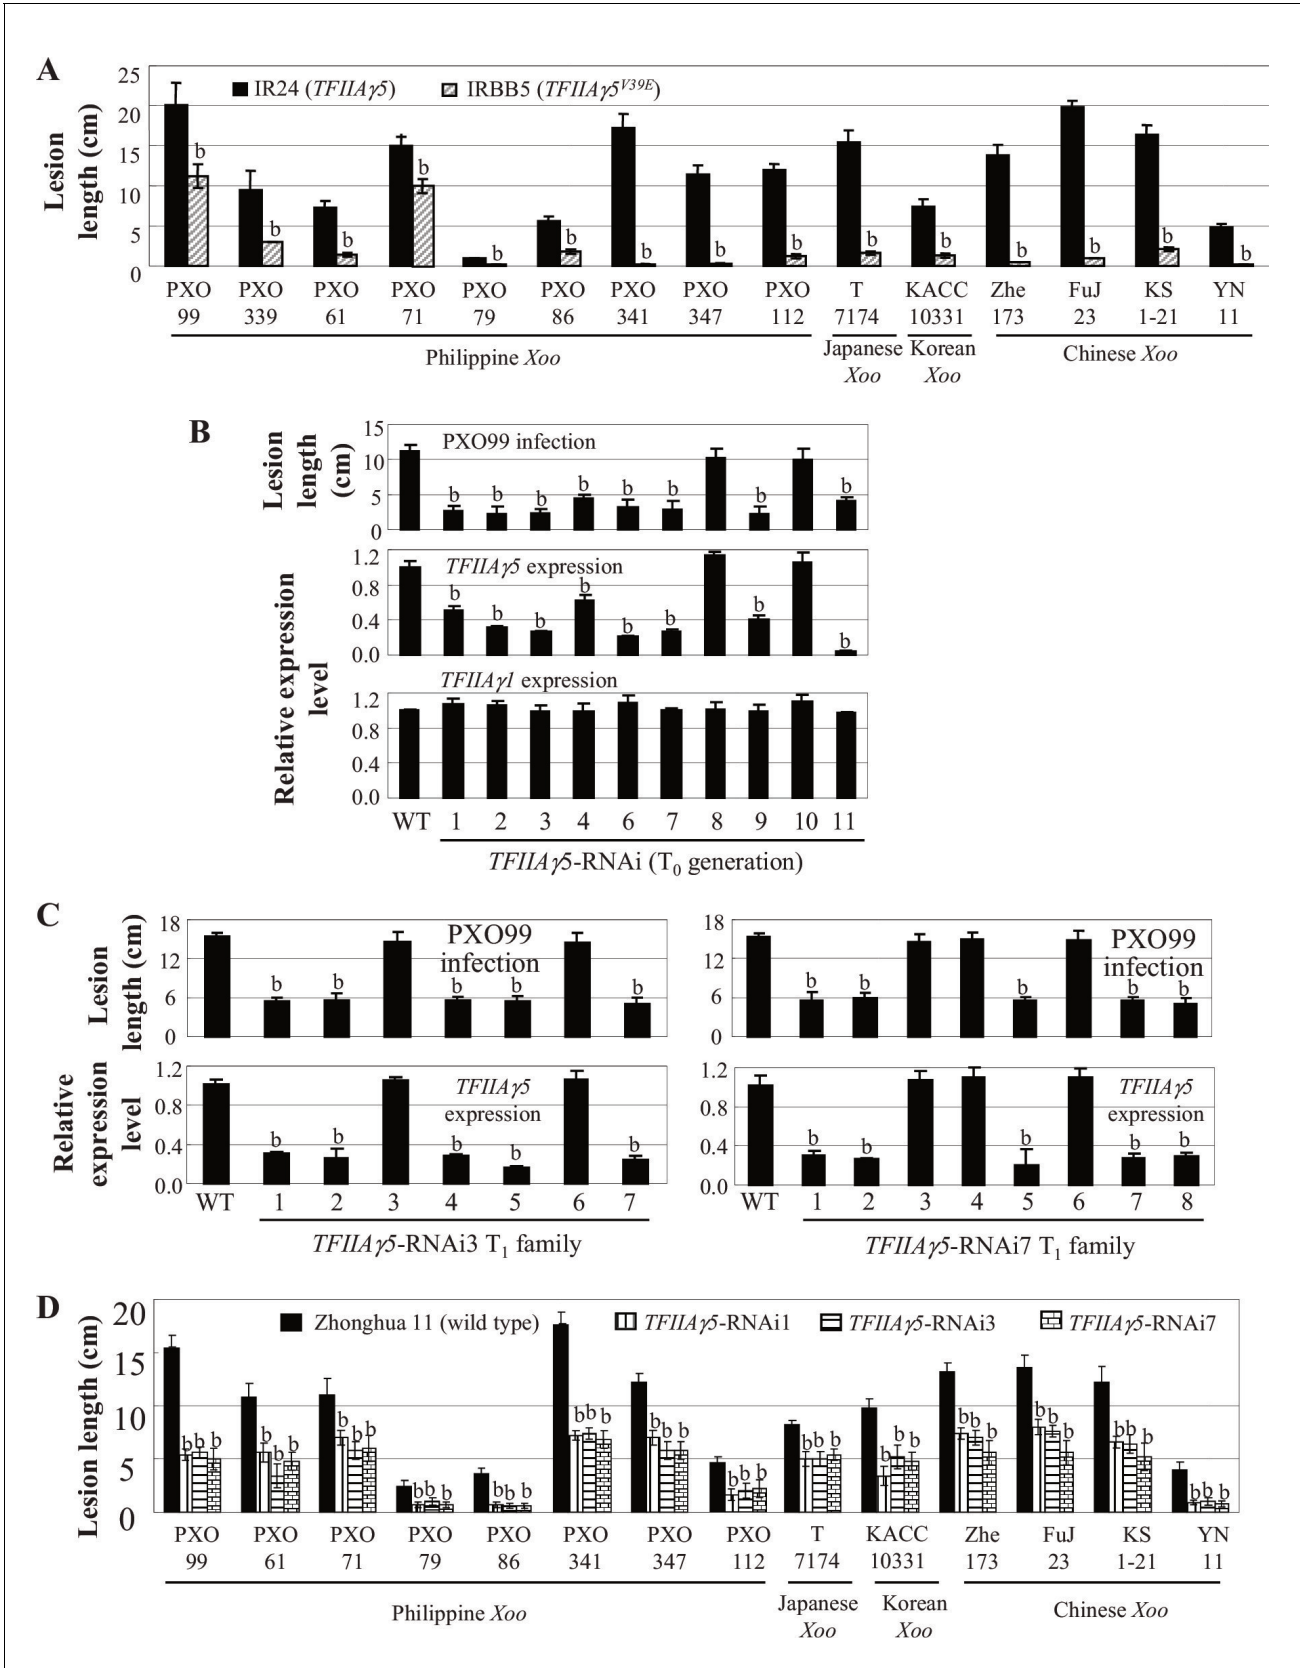 A
25
20
15
10
5
0
Lesion
length (cm)
IR24 (TFIIAγ5) IRBB5 (TFIIAγ5V39E)
b b b b b b b b b b b b b b b
PXO PXO PXO PXO PXO PXO PXO PXO PXO T KACC Zhe FuJ KS YN
99 339 61 71 79 86 341 347 112 7174 10331 173 23 1-21 11
Philippine Xoo Japanese Xoo Korean Xoo Chinese Xoo
B
15
10
5
0
Lesion
length
(cm)
PXO99 infection
b b b b b b b b
Relative expression
level
1.2
0.8
0.4
0.0
TFIIAγ5 expression
b b b b b b b b
TFIIAγ1 expression
1.2
0.8
0.4
0.0
WT 1 2 3 4 6 7 8 9 10 11
TFIIAγ5-RNAi (T0 generation)
C
18
12
6
0
Lesion
length (cm)
PXO99
infection
b b b b b
Relative
expression
level
1.2
0.8
0.4
0.0
TFIIAγ5
expression
b b b b b
WT 1 2 3 4 5 6 7
TFIIAγ5-RNAi3 T1 family
18
12
6
0
PXO99
infection
b b b b b
1.2
0.8
0.4
0.0
TFIIAγ5
expression
b b b b b
WT 1 2 3 4 5 6 7 8
TFIIAγ5-RNAi7 T1 family
D
20
15
10
5
0
Lesion length (cm)
Zhonghua 11 (wild type) TFIIAγ5-RNAi1 TFIIAγ5-RNAi3 TFIIAγ5-RNAi7
bb b b b b b b b bb b bb b bb b b b b b b b bb b b b b bb b bb b bb b b b b
PXO PXO PXO PXO PXO PXO PXO PXO T KACC Zhe FuJ KS YN
99 61 71 79 86 341 347 112 7174 10331 173 23 1-21 11
Philippine Xoo Japanese Xoo Korean Xoo Chinese Xoo